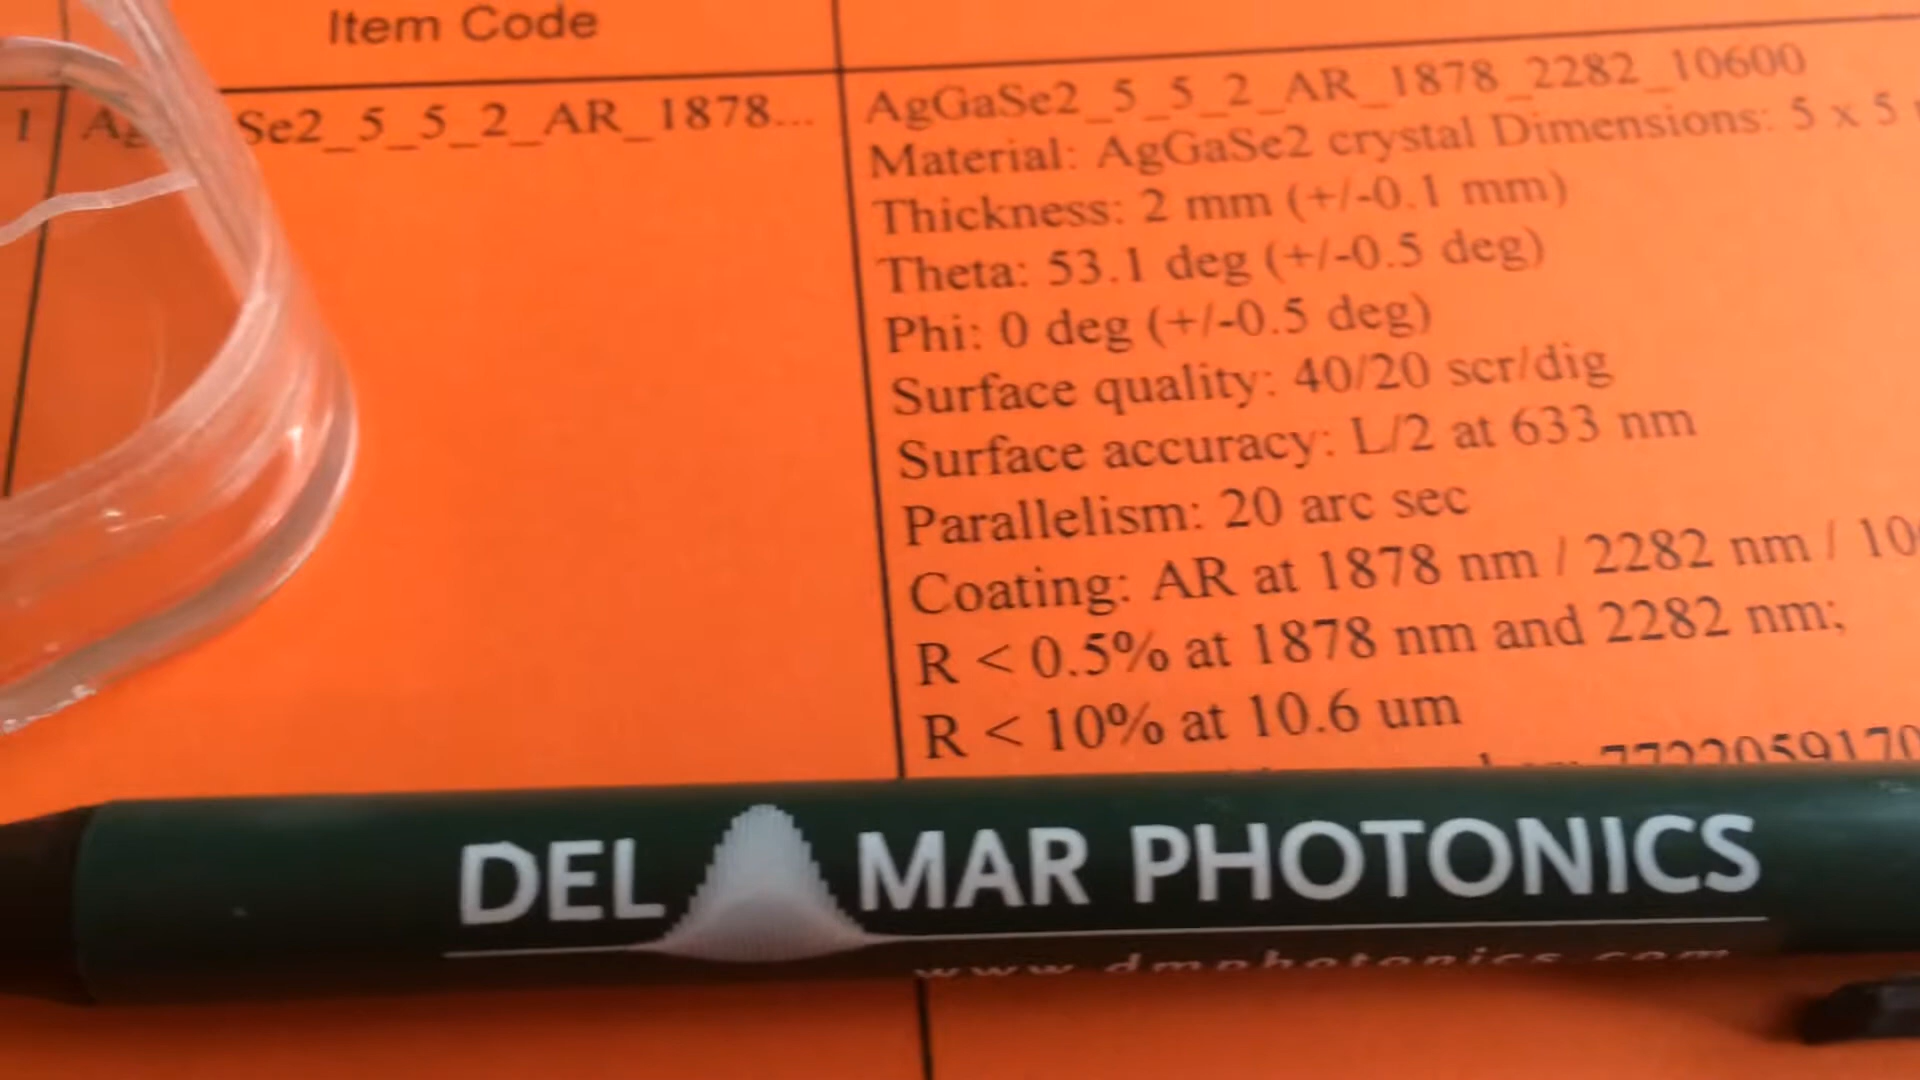 Item Code
1 Se2_5_5_2_AR_1878...
AgGaSe2_5_5_2_AR_1878_2282_10600
Material: AgGaSe2 crystal Dimensions: 5 x 5
Thickness: 2 mm (+/-0.1 mm)
Theta: 53.1 deg (+/-0.5 deg)
Phi: 0 deg (+/-0.5 deg)
Surface quality: 40/20 scr/dig
Surface accuracy: L/2 at 633 nm
Parallelism: 20 arc sec
Coating: AR at 1878 nm / 2282 nm / 10
R < 0.5% at 1878 nm and 2282 nm;
R < 10% at 10.6 um
7722059170
DEL MAR PHOTONICS
www.dmphotonics.com